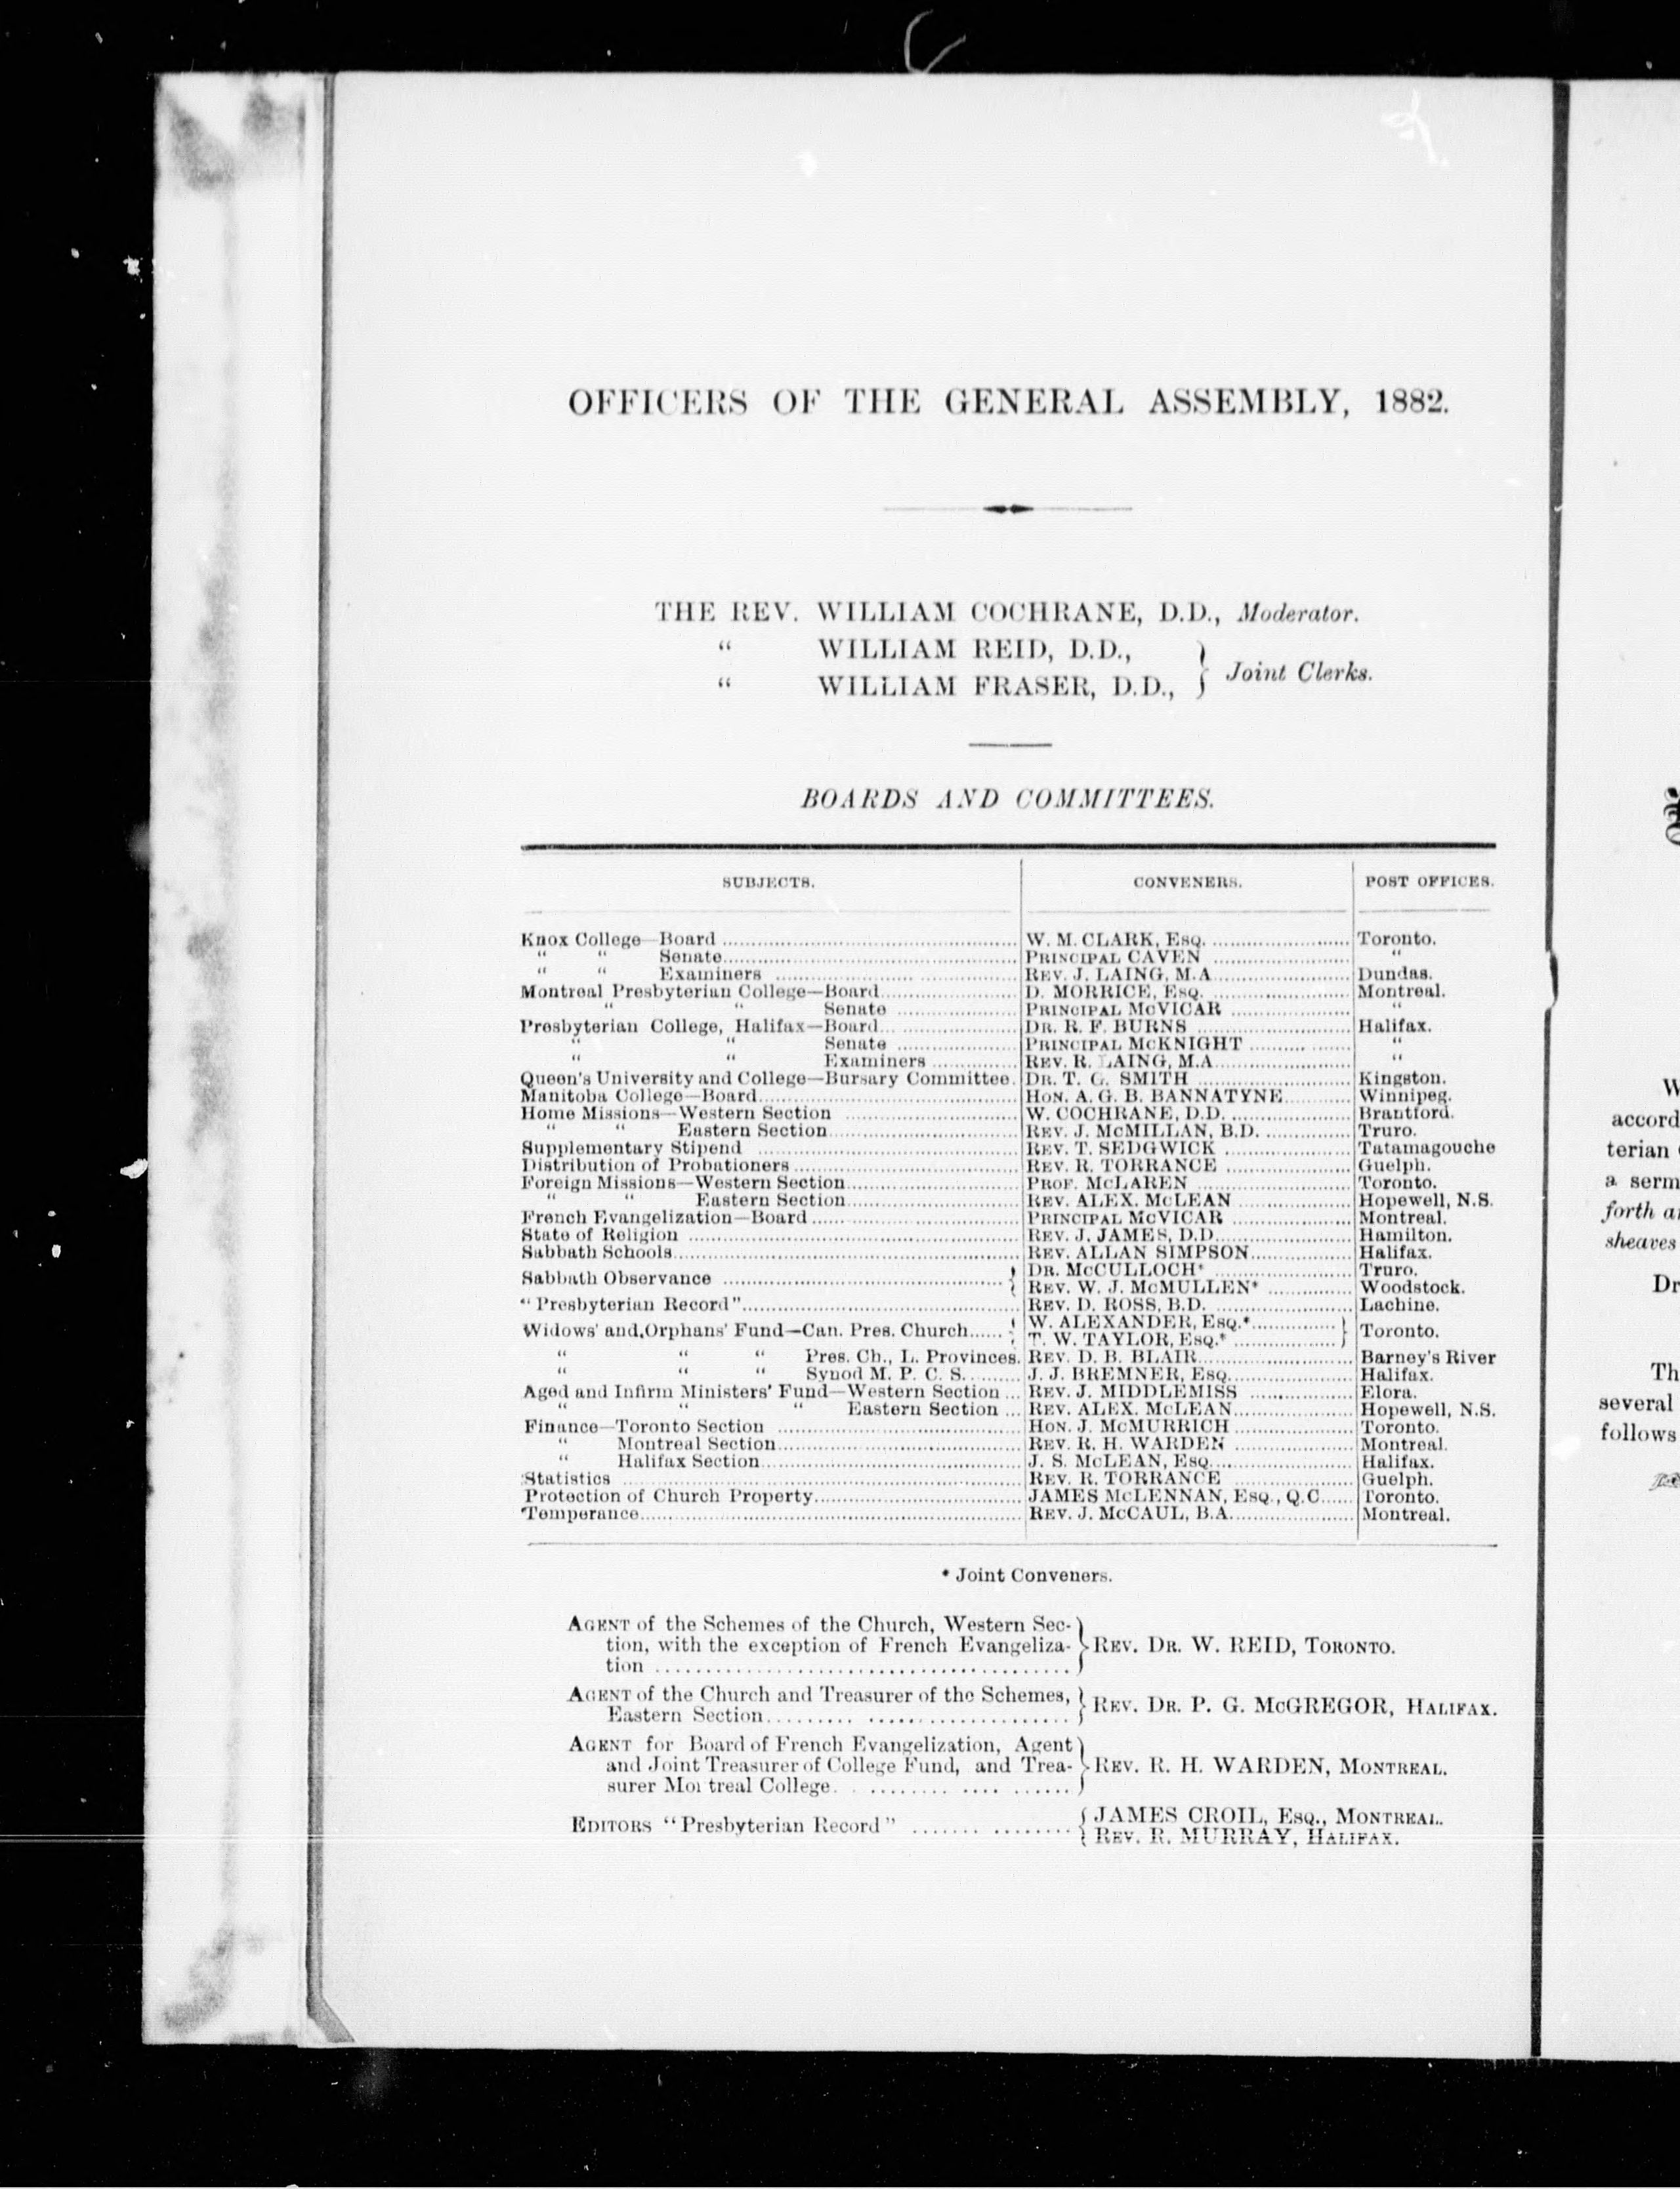 OFFICERS OF THE GENERAL ASSEMBLY, 1882.
THE REV. WILLIAM COCHRANE, D.D., Moderator.
“ WILLIAM REID, D.D.,
“ WILLIAM FRASER, D.D., } Joint Clerks.
BOARDS AND COMMITTEES.
SUBJECTS. CONVENERS. POST OFFICES.
Knox College—Board ........ W. M. CLARK, Esq. ........ Toronto.
“ “ Senate........ PRINCIPAL CAVEN ........ “
“ “ Examiners ........ REV. J. LAING, M.A........ Dundas.
Montreal Presbyterian College—Board........ D. MORRICE, Esq. ........ Montreal.
“ “ Senate ........ PRINCIPAL McVICAR ........ “
Presbyterian College, Halifax—Board........ DR. R. F. BURNS ........ Halifax.
“ “ Senate ........ PRINCIPAL McKNIGHT ........ “
“ “ Examiners ........ REV. R. LAING, M.A........ “
Queen's University and College—Bursary Committee. DR. T. G. SMITH ........ Kingston.
Manitoba College—Board........ HON. A. G. B. BANNATYNE........ Winnipeg.
Home Missions—Western Section ........ W. COCHRANE, D.D. ........ Brantford.
“ “ Eastern Section........ REV. J. McMILLAN, B.D. ........ Truro.
Supplementary Stipend ........ REV. T. SEDGWICK ........ Tatamagouche
Distribution of Probationers ........ REV. R. TORRANCE ........ Guelph.
Foreign Missions—Western Section........ PROF. McLAREN ........ Toronto.
“ “ Eastern Section........ REV. ALEX. McLEAN ........ Hopewell, N.S.
French Evangelization—Board ........ PRINCIPAL McVICAR ........ Montreal.
State of Religion ........ REV. J. JAMES, D.D........ Hamilton.
Sabbath Schools........ REV. ALLAN SIMPSON........ Halifax.
Sabbath Observance ........ { DR. McCULLOCH* ........ Truro.
REV. W. J. McMULLEN* ........ Woodstock.
“Presbyterian Record”........ REV. D. ROSS, B.D. ........ Lachine.
Widows' and Orphans' Fund—Can. Pres. Church...... { W. ALEXANDER, Esq.*........
T. W. TAYLOR, Esq.* ........ } Toronto.
“ “ “ Pres. Ch., L. Provinces. REV. D. B. BLAIR........ Barney's River
“ “ “ Synod M. P. C. S. ........ J. J. BREMNER, Esq........ Halifax.
Aged and Infirm Ministers' Fund—Western Section ... REV. J. MIDDLEMISS ........ Elora.
“ “ “ Eastern Section ... REV. ALEX. McLEAN........ Hopewell, N.S.
Finance—Toronto Section ........ HON. J. McMURRICH ........ Toronto.
“ Montreal Section........ REV. R. H. WARDEN ........ Montreal.
“ Halifax Section........ J. S. McLEAN, Esq........ Halifax.
Statistics ........ REV. R. TORRANCE ........ Guelph.
Protection of Church Property........ JAMES McLENNAN, Esq., Q.C...... Toronto.
Temperance........ REV. J. McCAUL, B.A........ Montreal.
* Joint Conveners.
AGENT of the Schemes of the Church, Western Sec-
tion, with the exception of French Evangeliza- } REV. DR. W. REID, TORONTO.
tion ........
AGENT of the Church and Treasurer of the Schemes, } REV. DR. P. G. McGREGOR, HALIFAX.
Eastern Section........
AGENT for Board of French Evangelization, Agent
and Joint Treasurer of College Fund, and Trea- } REV. R. H. WARDEN, MONTREAL.
surer Mo treal College. ........
EDITORS “Presbyterian Record” ........ { JAMES CROIL, Esq., MONTREAL.
REV. R. MURRAY, HALIFAX.
W
accord
terian
a serm
forth a
sheaves
Dr
Th
several
follows